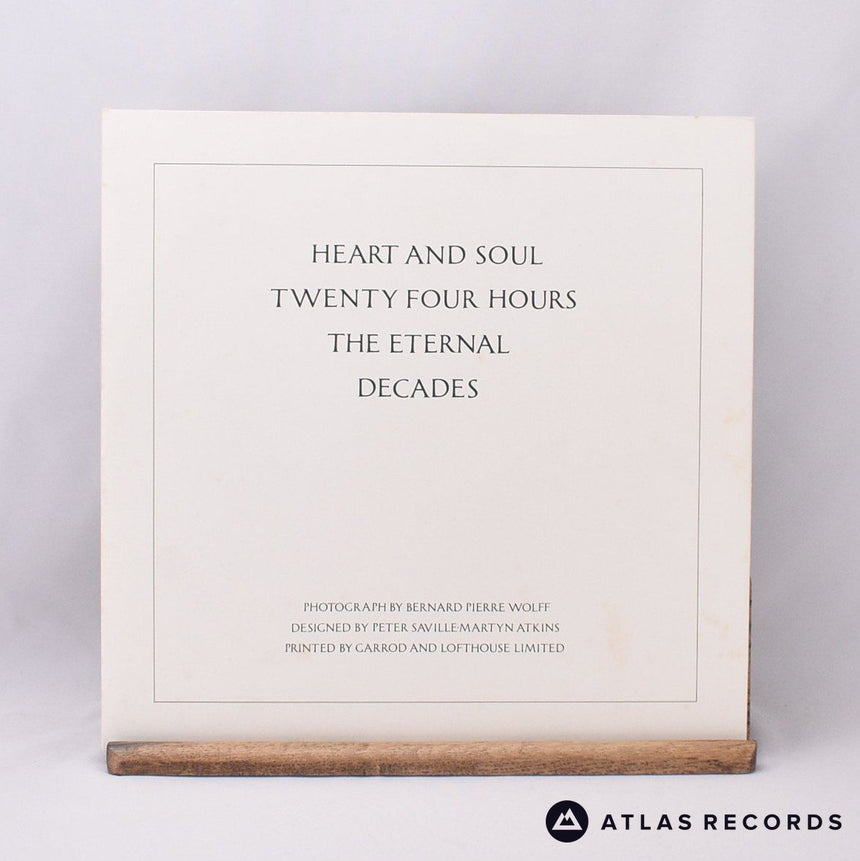 HEART AND SOUL
TWENTY FOUR HOURS
THE ETERNAL
DECADES
PHOTOGRAPH BY BERNARD PIERRE WOLFF
DESIGNED BY PETER SAVILLE·MARTYN ATKINS
PRINTED BY GARROD AND LOFTHOUSE LIMITED
ATLAS RECORDS